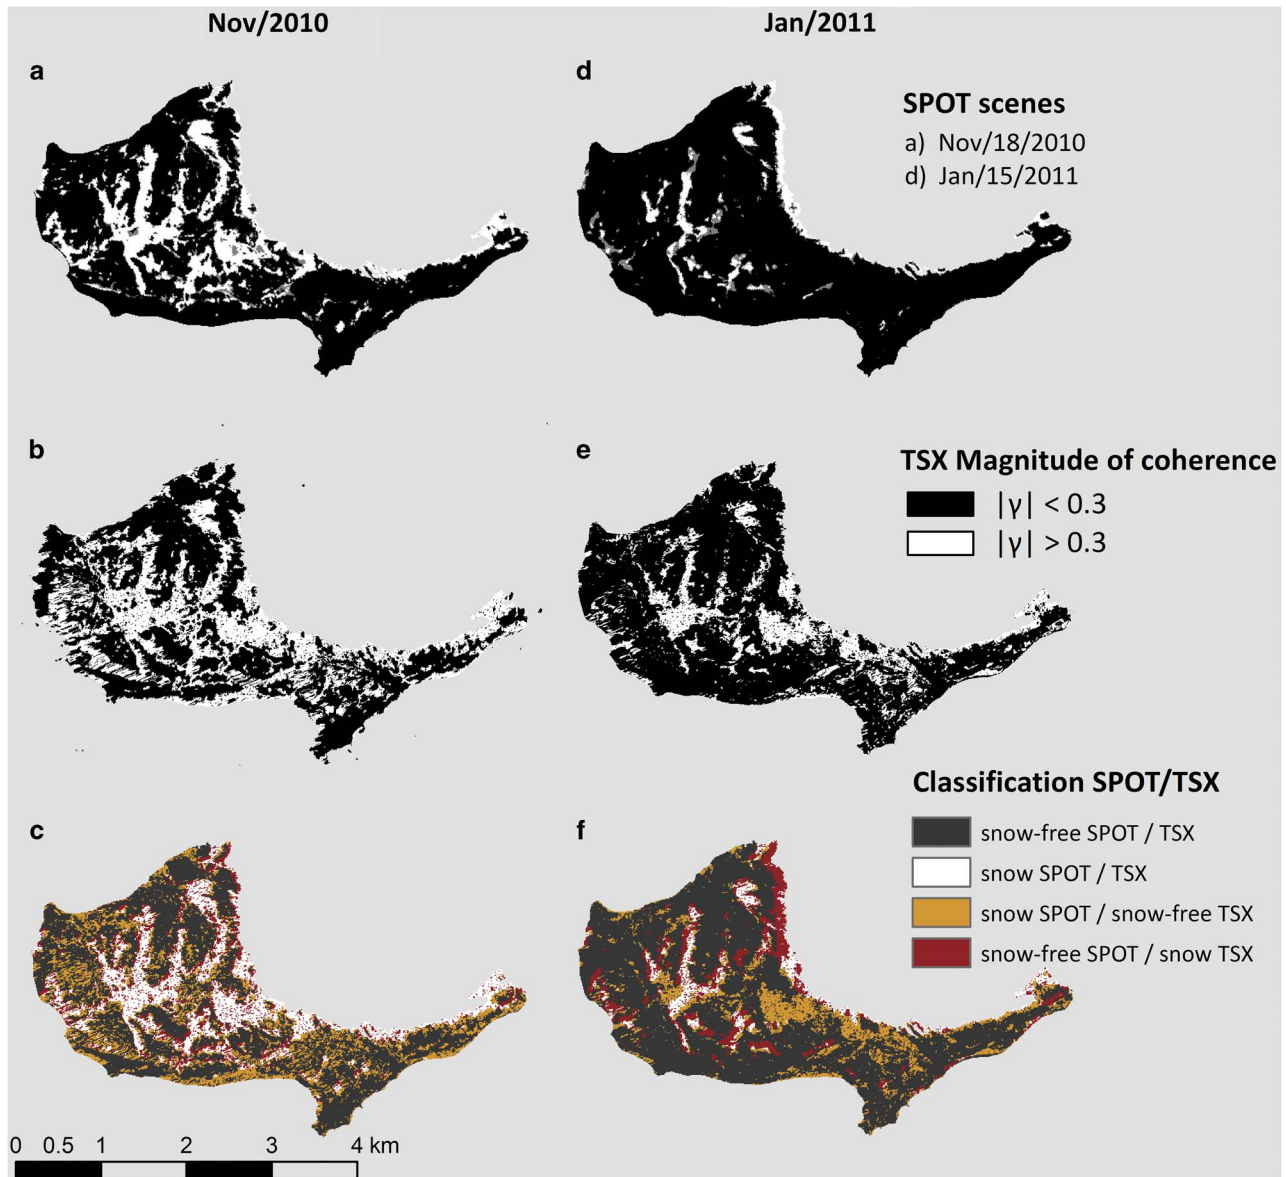 Nov/2010
Jan/2011
a
d
SPOT scenes
a) Nov/18/2010
d) Jan/15/2011
b
e
TSX Magnitude of coherence
|γ| < 0.3
|γ| > 0.3
Classification SPOT/TSX
c
f
snow-free SPOT / TSX
snow SPOT / TSX
snow SPOT / snow-free TSX
snow-free SPOT / snow TSX
0 0.5 1 2 3 4 km